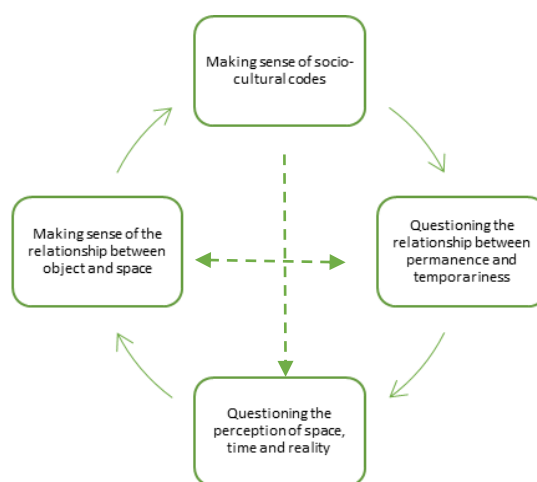 Making sense of socio-
cultural codes
Making sense of the
relationship between
object and space
Questioning the
relationship between
permanence and
temporariness
Questioning the
perception of space,
time and reality